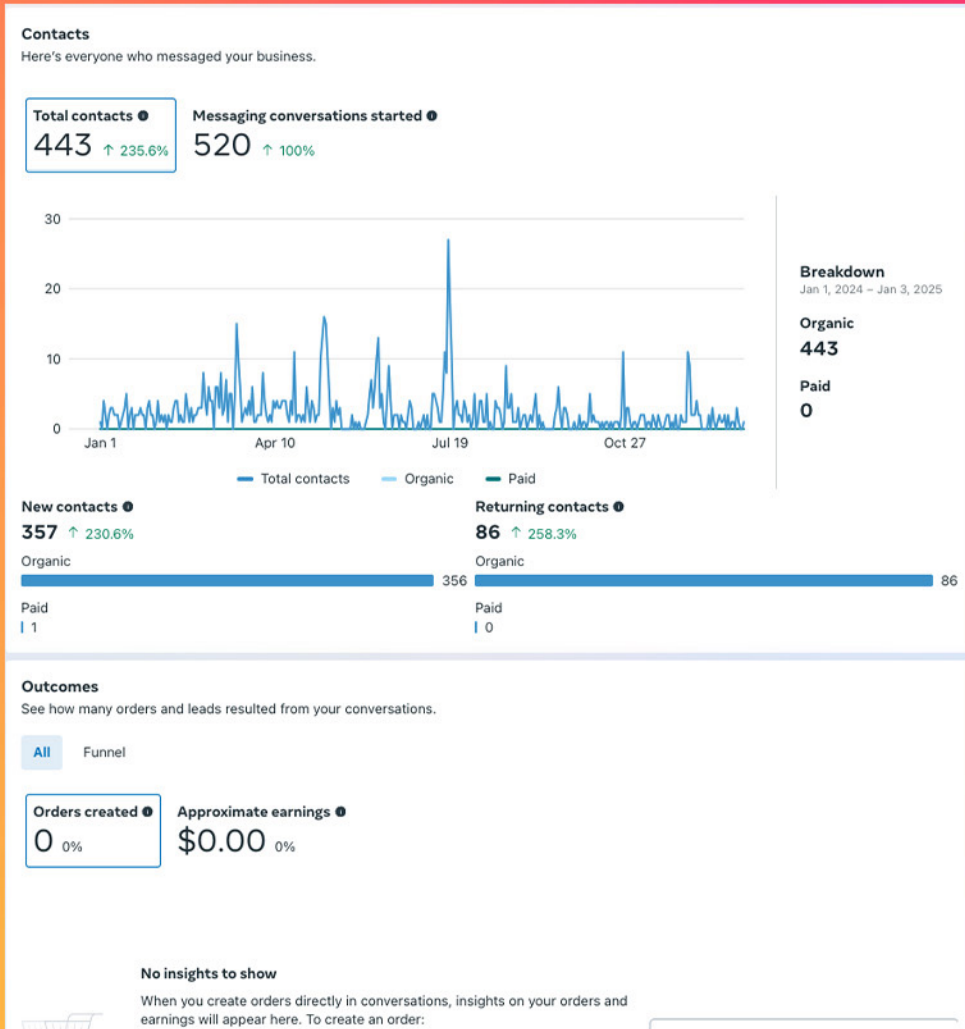 Contacts
Here's everyone who messaged your business.
Total contacts
443 ↑ 235.6%
Messaging conversations started
520 ↑ 100%
30
20
10
0
Jan 1
Apr 10
Jul 19
Oct 27
Total contacts
Organic
Paid
Breakdown
Jan 1, 2024 – Jan 3, 2025
Organic
443
Paid
0
New contacts
357 ↑ 230.6%
Organic
356
Paid
1
Returning contacts
86 ↑ 258.3%
Organic
86
Paid
0
Outcomes
See how many orders and leads resulted from your conversations.
All
Funnel
Orders created
0 0%
Approximate earnings
$0.00 0%
No insights to show
When you create orders directly in conversations, insights on your orders and
earnings will appear here. To create an order: